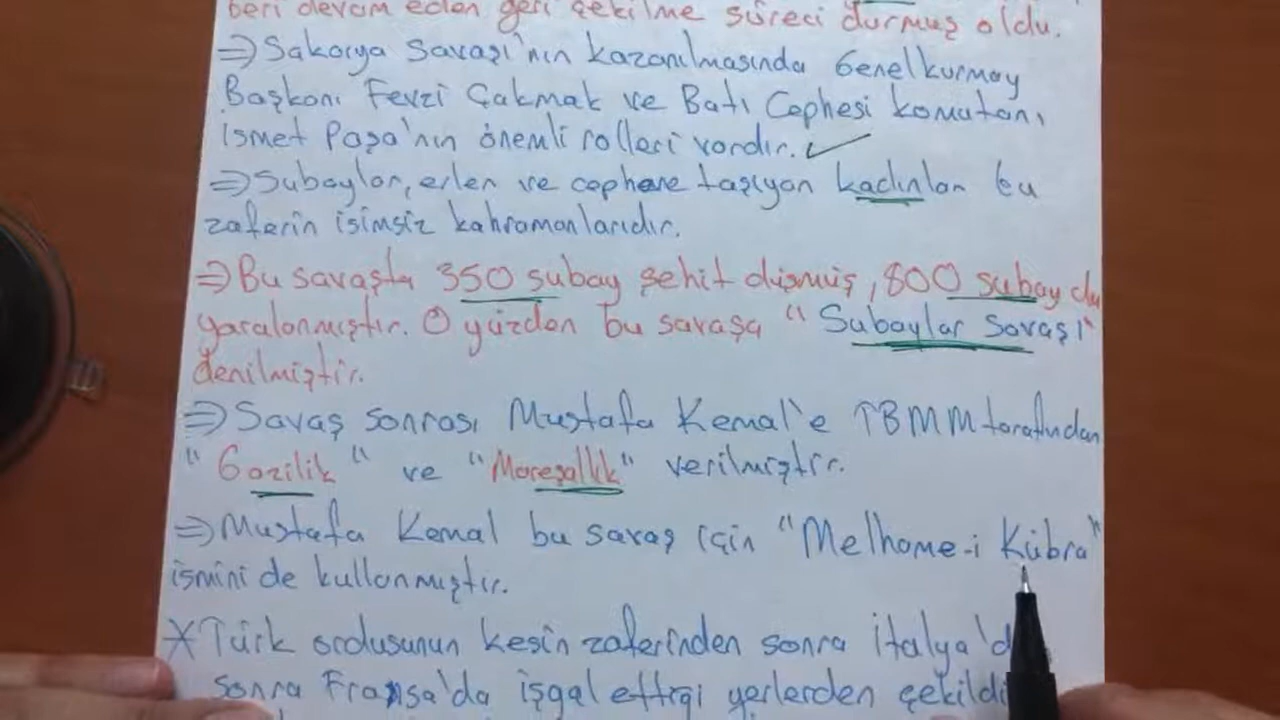 beri devam eden geri çekilme süreci durmuş oldu.
⇒ Sakarya Savaşı'nın kazanılmasında Genelkurmay
Başkanı Fevzi Çakmak ve Batı Cephesi komutanı
İsmet Paşa'nın önemli rolleri vardır. ✓
⇒ Subaylar, erler ve cephane taşıyan kadınlar bu
zaferin isimsiz kahramanlarıdır.
⇒ Bu savaşta 350 subay şehit düşmüş, 800 subay da
yaralanmıştır. O yüzden bu savaşa "Subaylar Savaşı"
denilmiştir.
⇒ Savaş sonrası Mustafa Kemal'e TBMM tarafından
"Gazilik" ve "Mareşallik" verilmiştir.
⇒ Mustafa Kemal bu savaş için "Melhame-i Kübra"
ismini de kullanmıştır.
* Türk ordusunun kesin zaferinden sonra İtalya'd
sonra Fransa'da işgal ettiği yerlerden çekildi